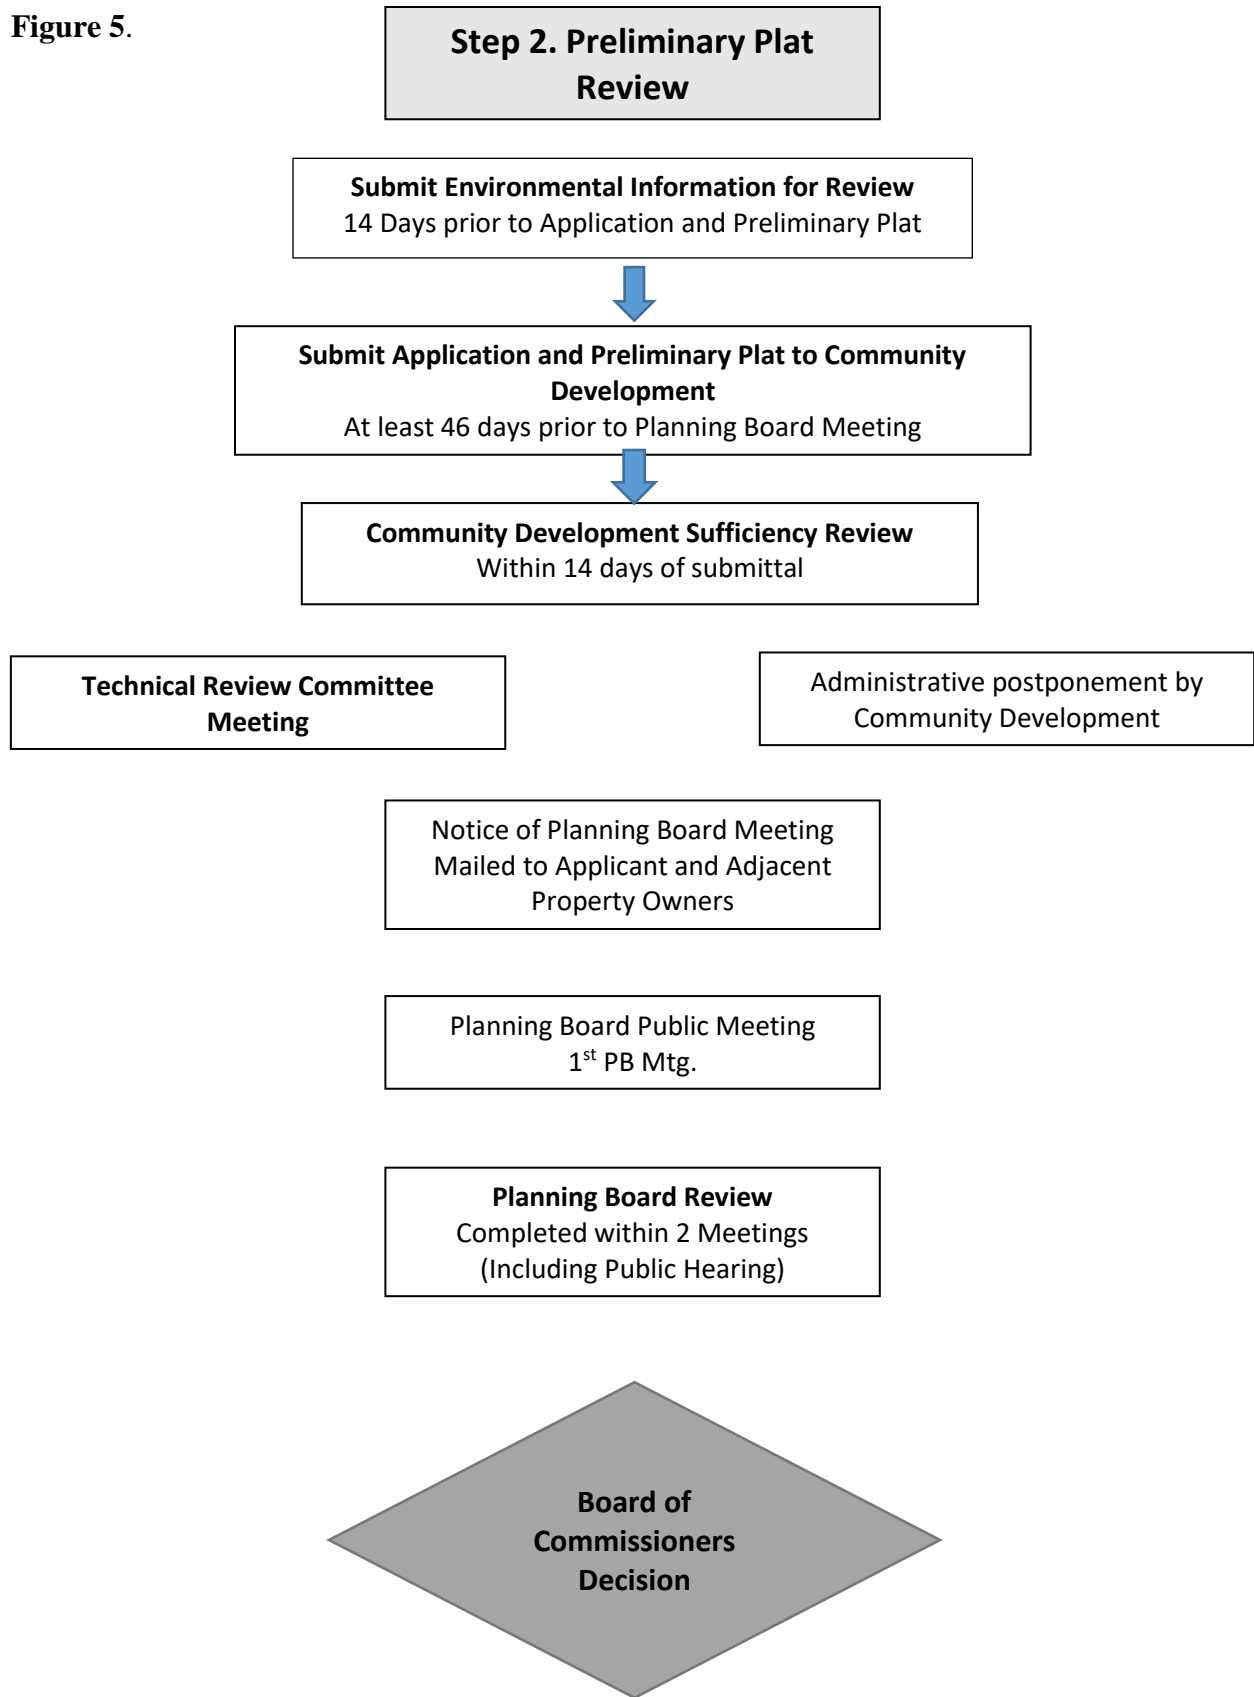 Figure 5.
Step 2. Preliminary Plat
Review
Submit Environmental Information for Review
14 Days prior to Application and Preliminary Plat
Submit Application and Preliminary Plat to Community
Development
At least 46 days prior to Planning Board Meeting
Community Development Sufficiency Review
Within 14 days of submittal
Technical Review Committee
Meeting
Administrative postponement by
Community Development
Notice of Planning Board Meeting
Mailed to Applicant and Adjacent
Property Owners
Planning Board Public Meeting
1st PB Mtg.
Planning Board Review
Completed within 2 Meetings
(Including Public Hearing)
Board of
Commissioners
Decision